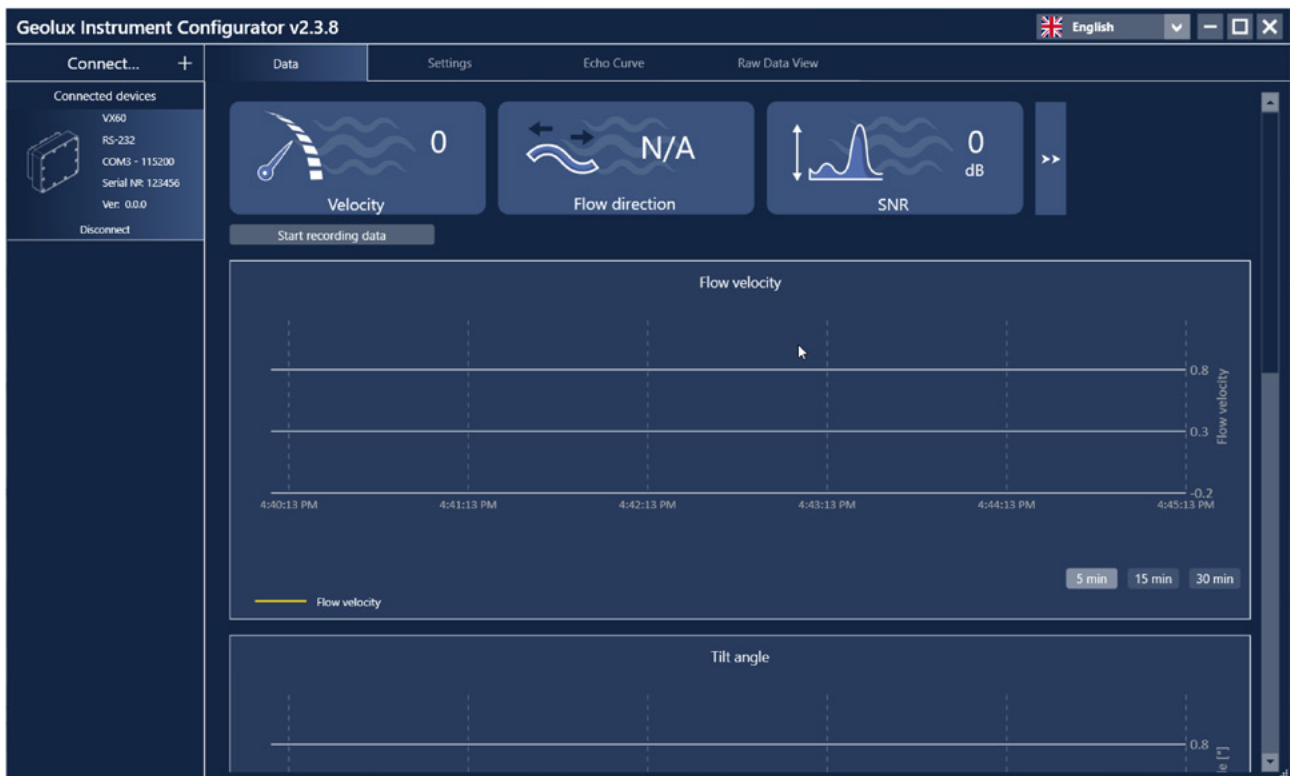 Geolux Instrument Configurator v2.3.8
English
Connect... +
Data
Settings
Echo Curve
Raw Data View
Connected devices
VX60
RS-232
COM3 - 115200
Serial №: 123456
Ver: 0.0.0
Disconnect
0
Velocity
N/A
Flow direction
0
dB
SNR
>>
Start recording data
Flow velocity
0.8
0.3
-0.2
Flow velocity
4:40:13 PM
4:41:13 PM
4:42:13 PM
4:43:13 PM
4:44:13 PM
4:45:13 PM
5 min
15 min
30 min
Flow velocity
Tilt angle
0.8
[°]